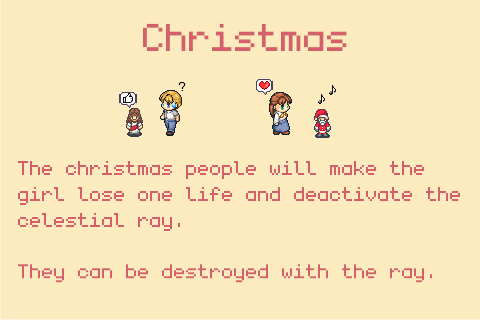 Christmas
?
The christmas people will make the
girl lose one life and deactivate the
celestial ray.
They can be destroyed with the ray.